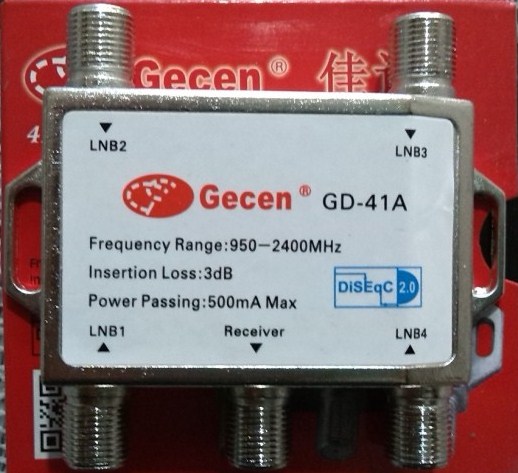 Gecen® 佳
LNB2
LNB3
Gecen® GD-41A
Frequency Range:950－2400MHz
Insertion Loss:3dB
Power Passing:500mA Max
DiSEqC 2.0
LNB1 Receiver LNB4